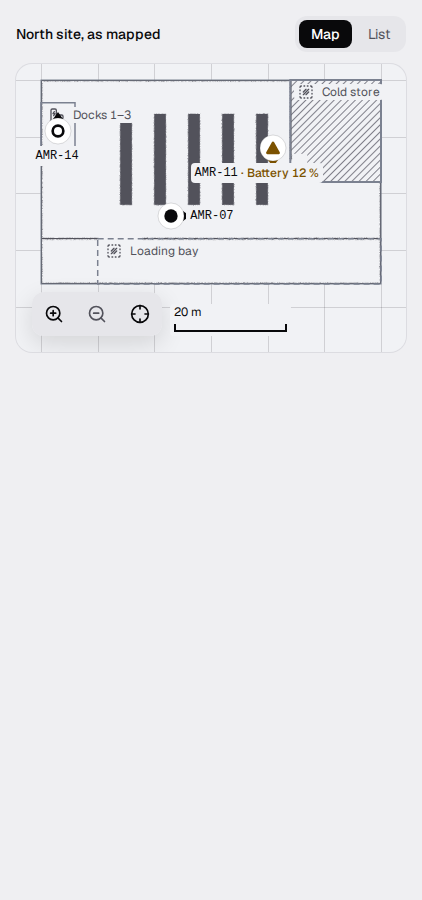 North site, as mapped
Map
List
Cold store
Docks 1–3
AMR-14
AMR-11 · Battery 12 %
AMR-07
Loading bay
20 m